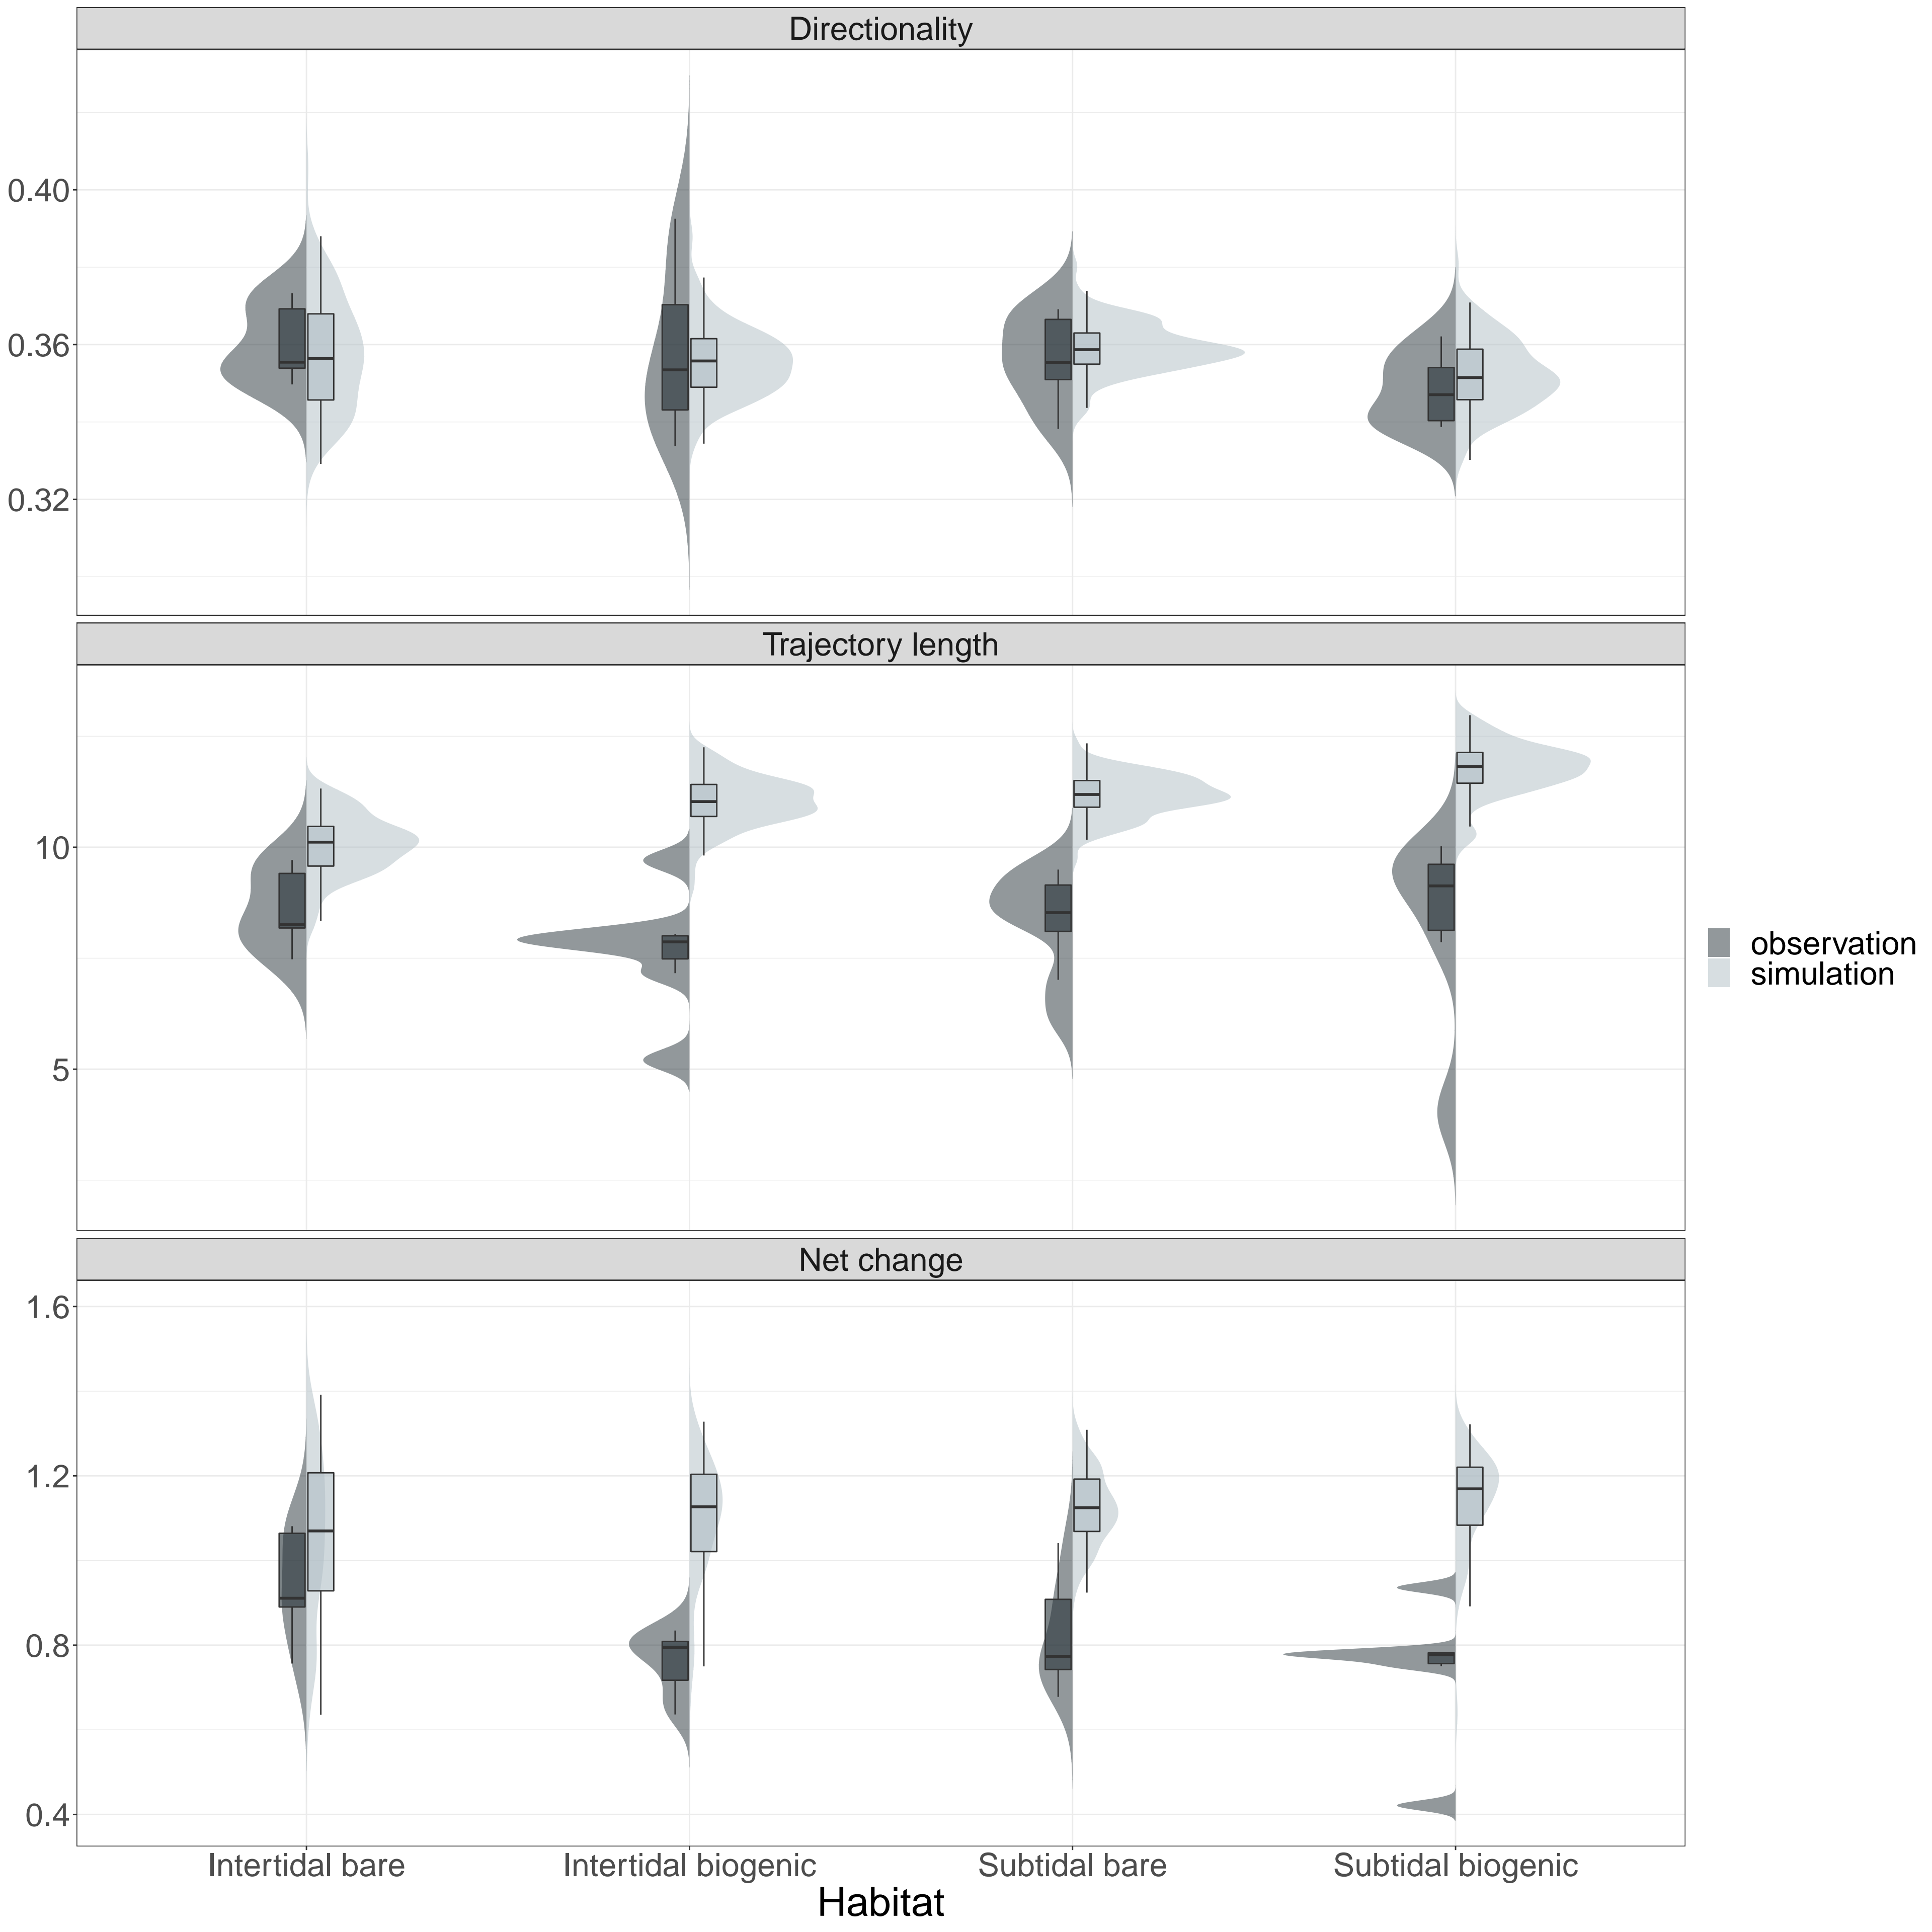 Directionality
0.40
0.36
0.32
Trajectory length
10
5
observation
simulation
Net change
1.6
1.2
0.8
0.4
Intertidal bare Intertidal biogenic Subtidal bare Subtidal biogenic
Habitat